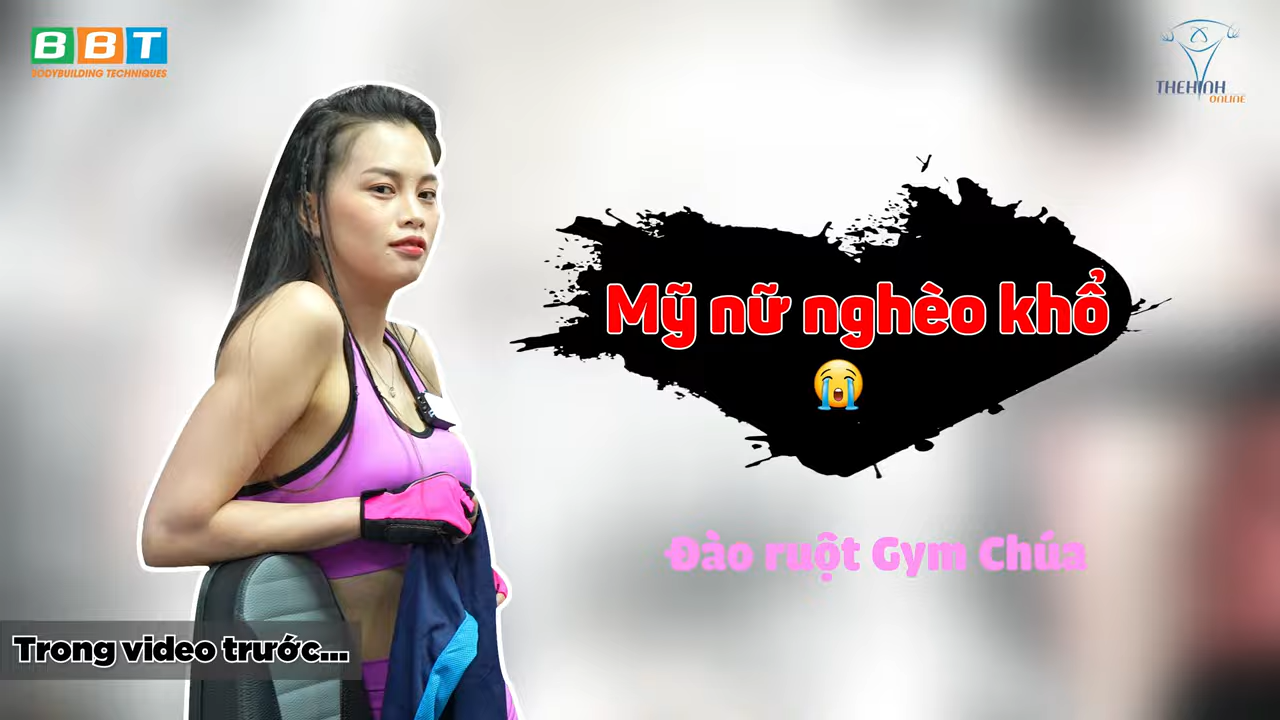 BBT
BODYBUILDING TECHNIQUES
THEHINH
ONLINE
Mỹ nữ nghèo khổ
Đào ruột Gym Chúa
Trong video trước...